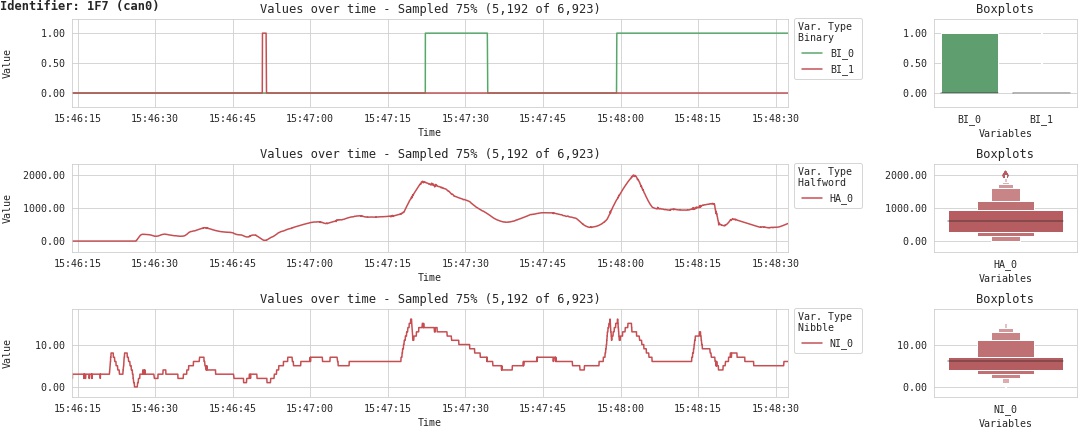 Identifier: 1F7 (can0)
Values over time - Sampled 75% (5,192 of 6,923)
Boxplots
Value
1.00
0.50
0.00
15:46:15 15:46:30 15:46:45 15:47:00 15:47:15 15:47:30 15:47:45 15:48:00 15:48:15 15:48:30
Time
Var. Type
Binary
BI_0
BI_1
1.00
0.50
0.00
BI_0 BI_1
Variables
Values over time - Sampled 75% (5,192 of 6,923)
Boxplots
Value
2000.00
1000.00
0.00
15:46:15 15:46:30 15:46:45 15:47:00 15:47:15 15:47:30 15:47:45 15:48:00 15:48:15 15:48:30
Time
Var. Type
Halfword
HA_0
2000.00
1000.00
0.00
HA_0
Variables
Values over time - Sampled 75% (5,192 of 6,923)
Boxplots
Value
10.00
0.00
15:46:15 15:46:30 15:46:45 15:47:00 15:47:15 15:47:30 15:47:45 15:48:00 15:48:15 15:48:30
Time
Var. Type
Nibble
NI_0
10.00
0.00
NI_0
Variables